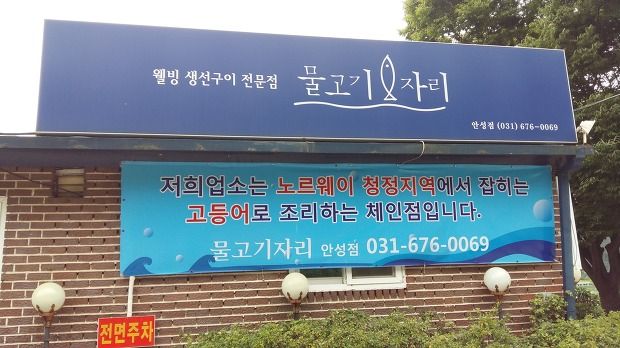 웰빙 생선구이 전문점 물고기자리
안성점 (031) 676-0069
저희업소는 노르웨이 청정지역에서 잡히는
고등어로 조리하는 체인점입니다.
물고기자리 안성점 031-676-0069
전면주차